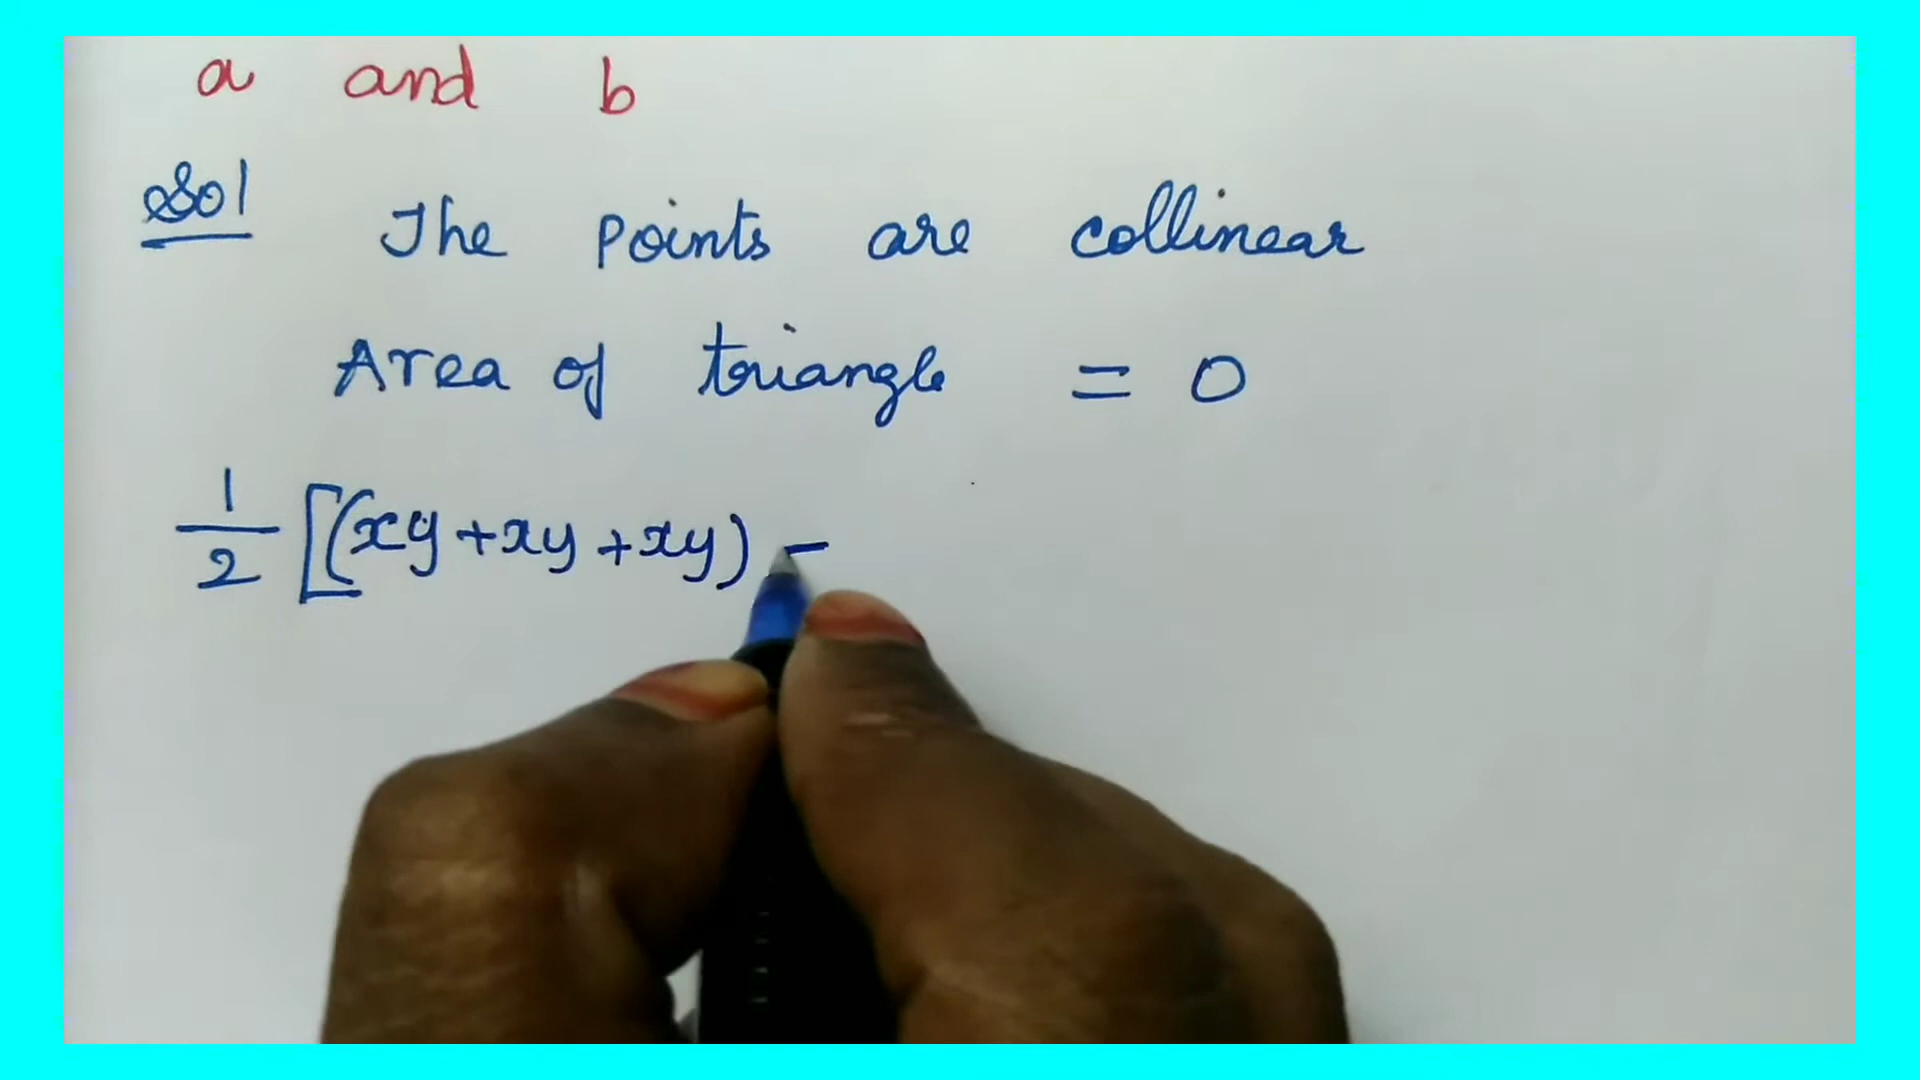 a and b
Sol The points are collinear
Area of triangle = 0
1/2 [(xy+xy+xy) -